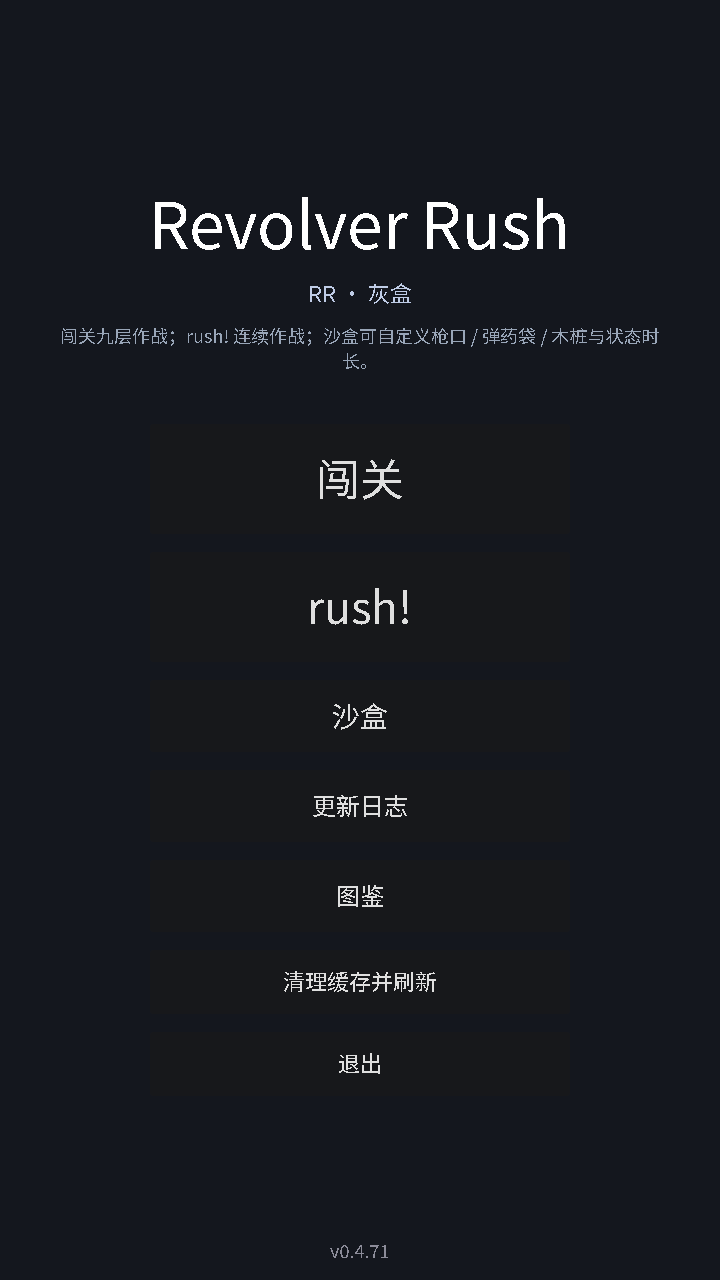 Revolver Rush
RR · 灰盒
闯关九层作战；rush! 连续作战；沙盒可自定义枪口 / 弹药袋 / 木桩与状态时
长。
闯关
rush!
沙盒
更新日志
图鉴
清理缓存并刷新
退出
v0.4.71